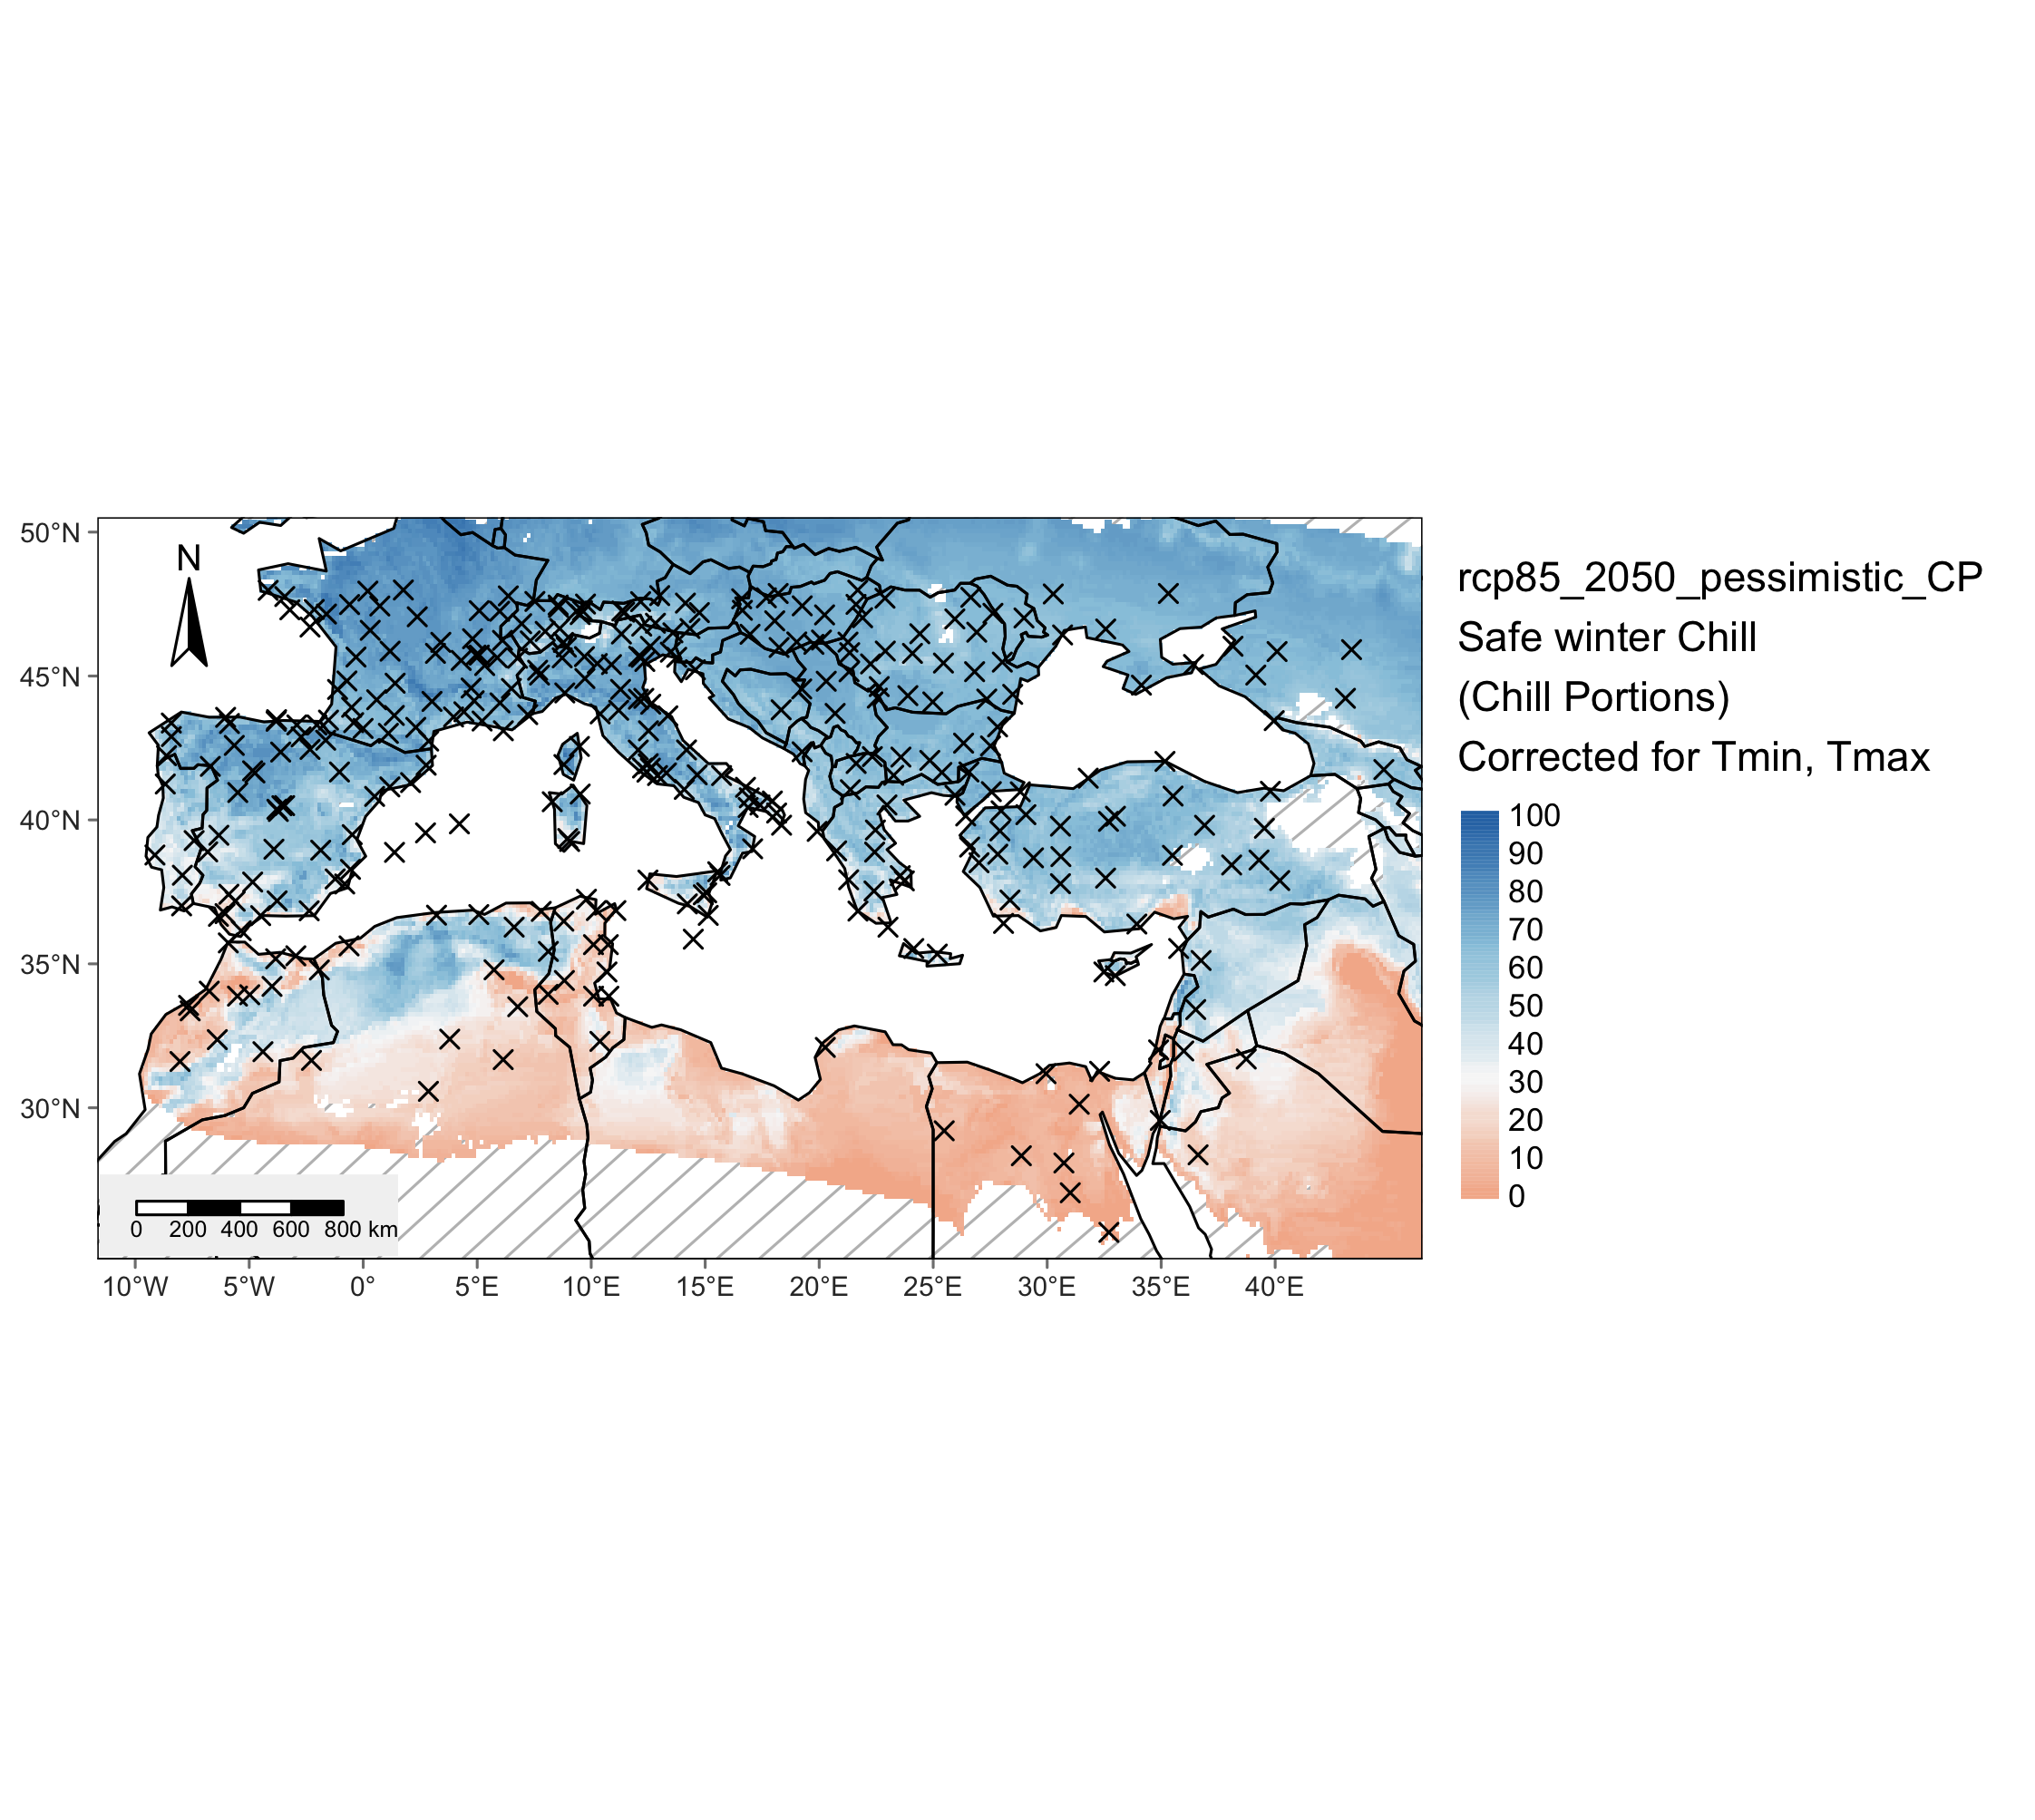 50°N
45°N
40°N
35°N
30°N
N
0 200 400 600 800 km
10°W 5°W 0° 5°E 10°E 15°E 20°E 25°E 30°E 35°E 40°E
rcp85_2050_pessimistic_CP
Safe winter Chill
(Chill Portions)
Corrected for Tmin, Tmax
100
90
80
70
60
50
40
30
20
10
0